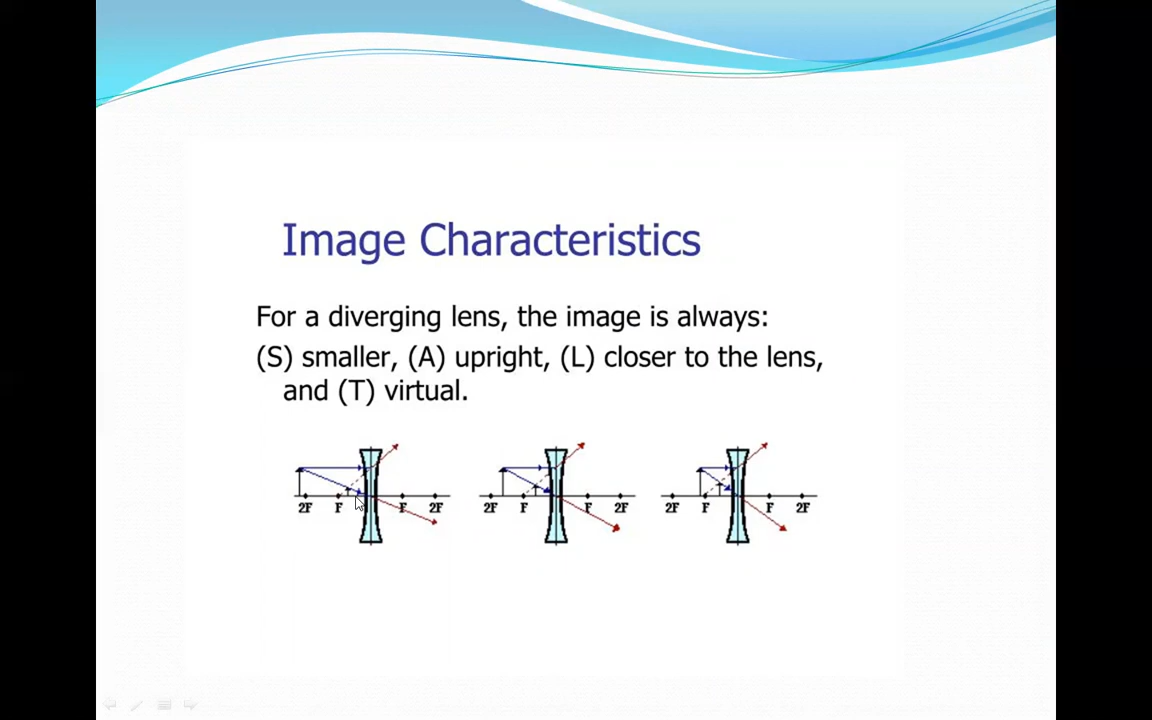 Image Characteristics
For a diverging lens, the image is always:
(S) smaller, (A) upright, (L) closer to the lens,
and (T) virtual.
2F F F 2F 2F F F 2F 2F F F 2F